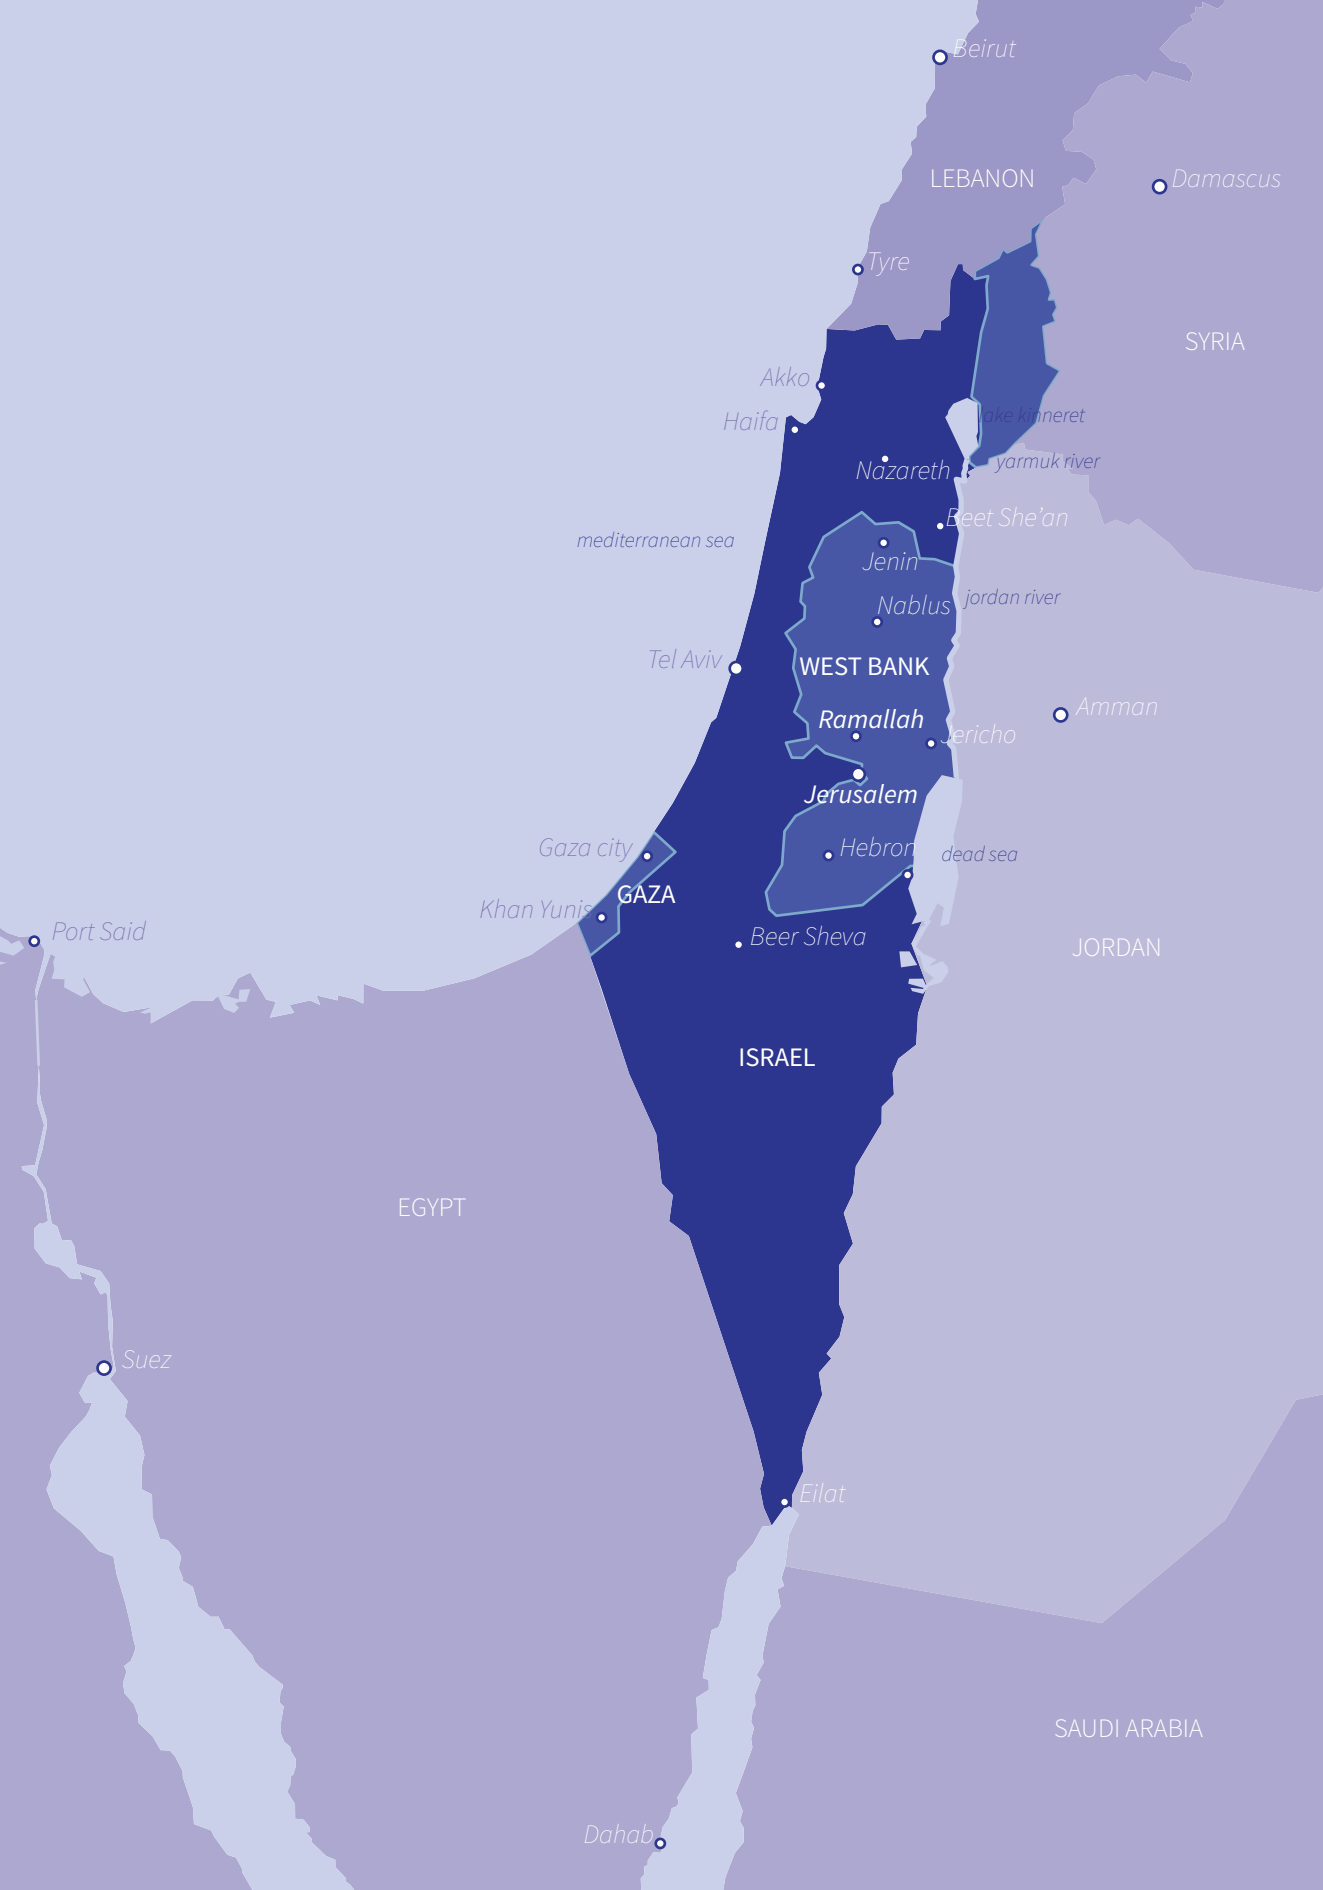 Beirut
LEBANON
Damascus
Tyre
SYRIA
Akko
Haifa
lake kinneret
yarmuk river
Nazareth
Beet She’an
mediterranean sea
Jenin
jordan river
Nablus
Tel Aviv
WEST BANK
Amman
Ramallah
Jericho
Jerusalem
Gaza city
Hebron
dead sea
GAZA
Khan Yunis
Port Said
Beer Sheva
JORDAN
ISRAEL
EGYPT
Suez
Eilat
SAUDI ARABIA
Dahab